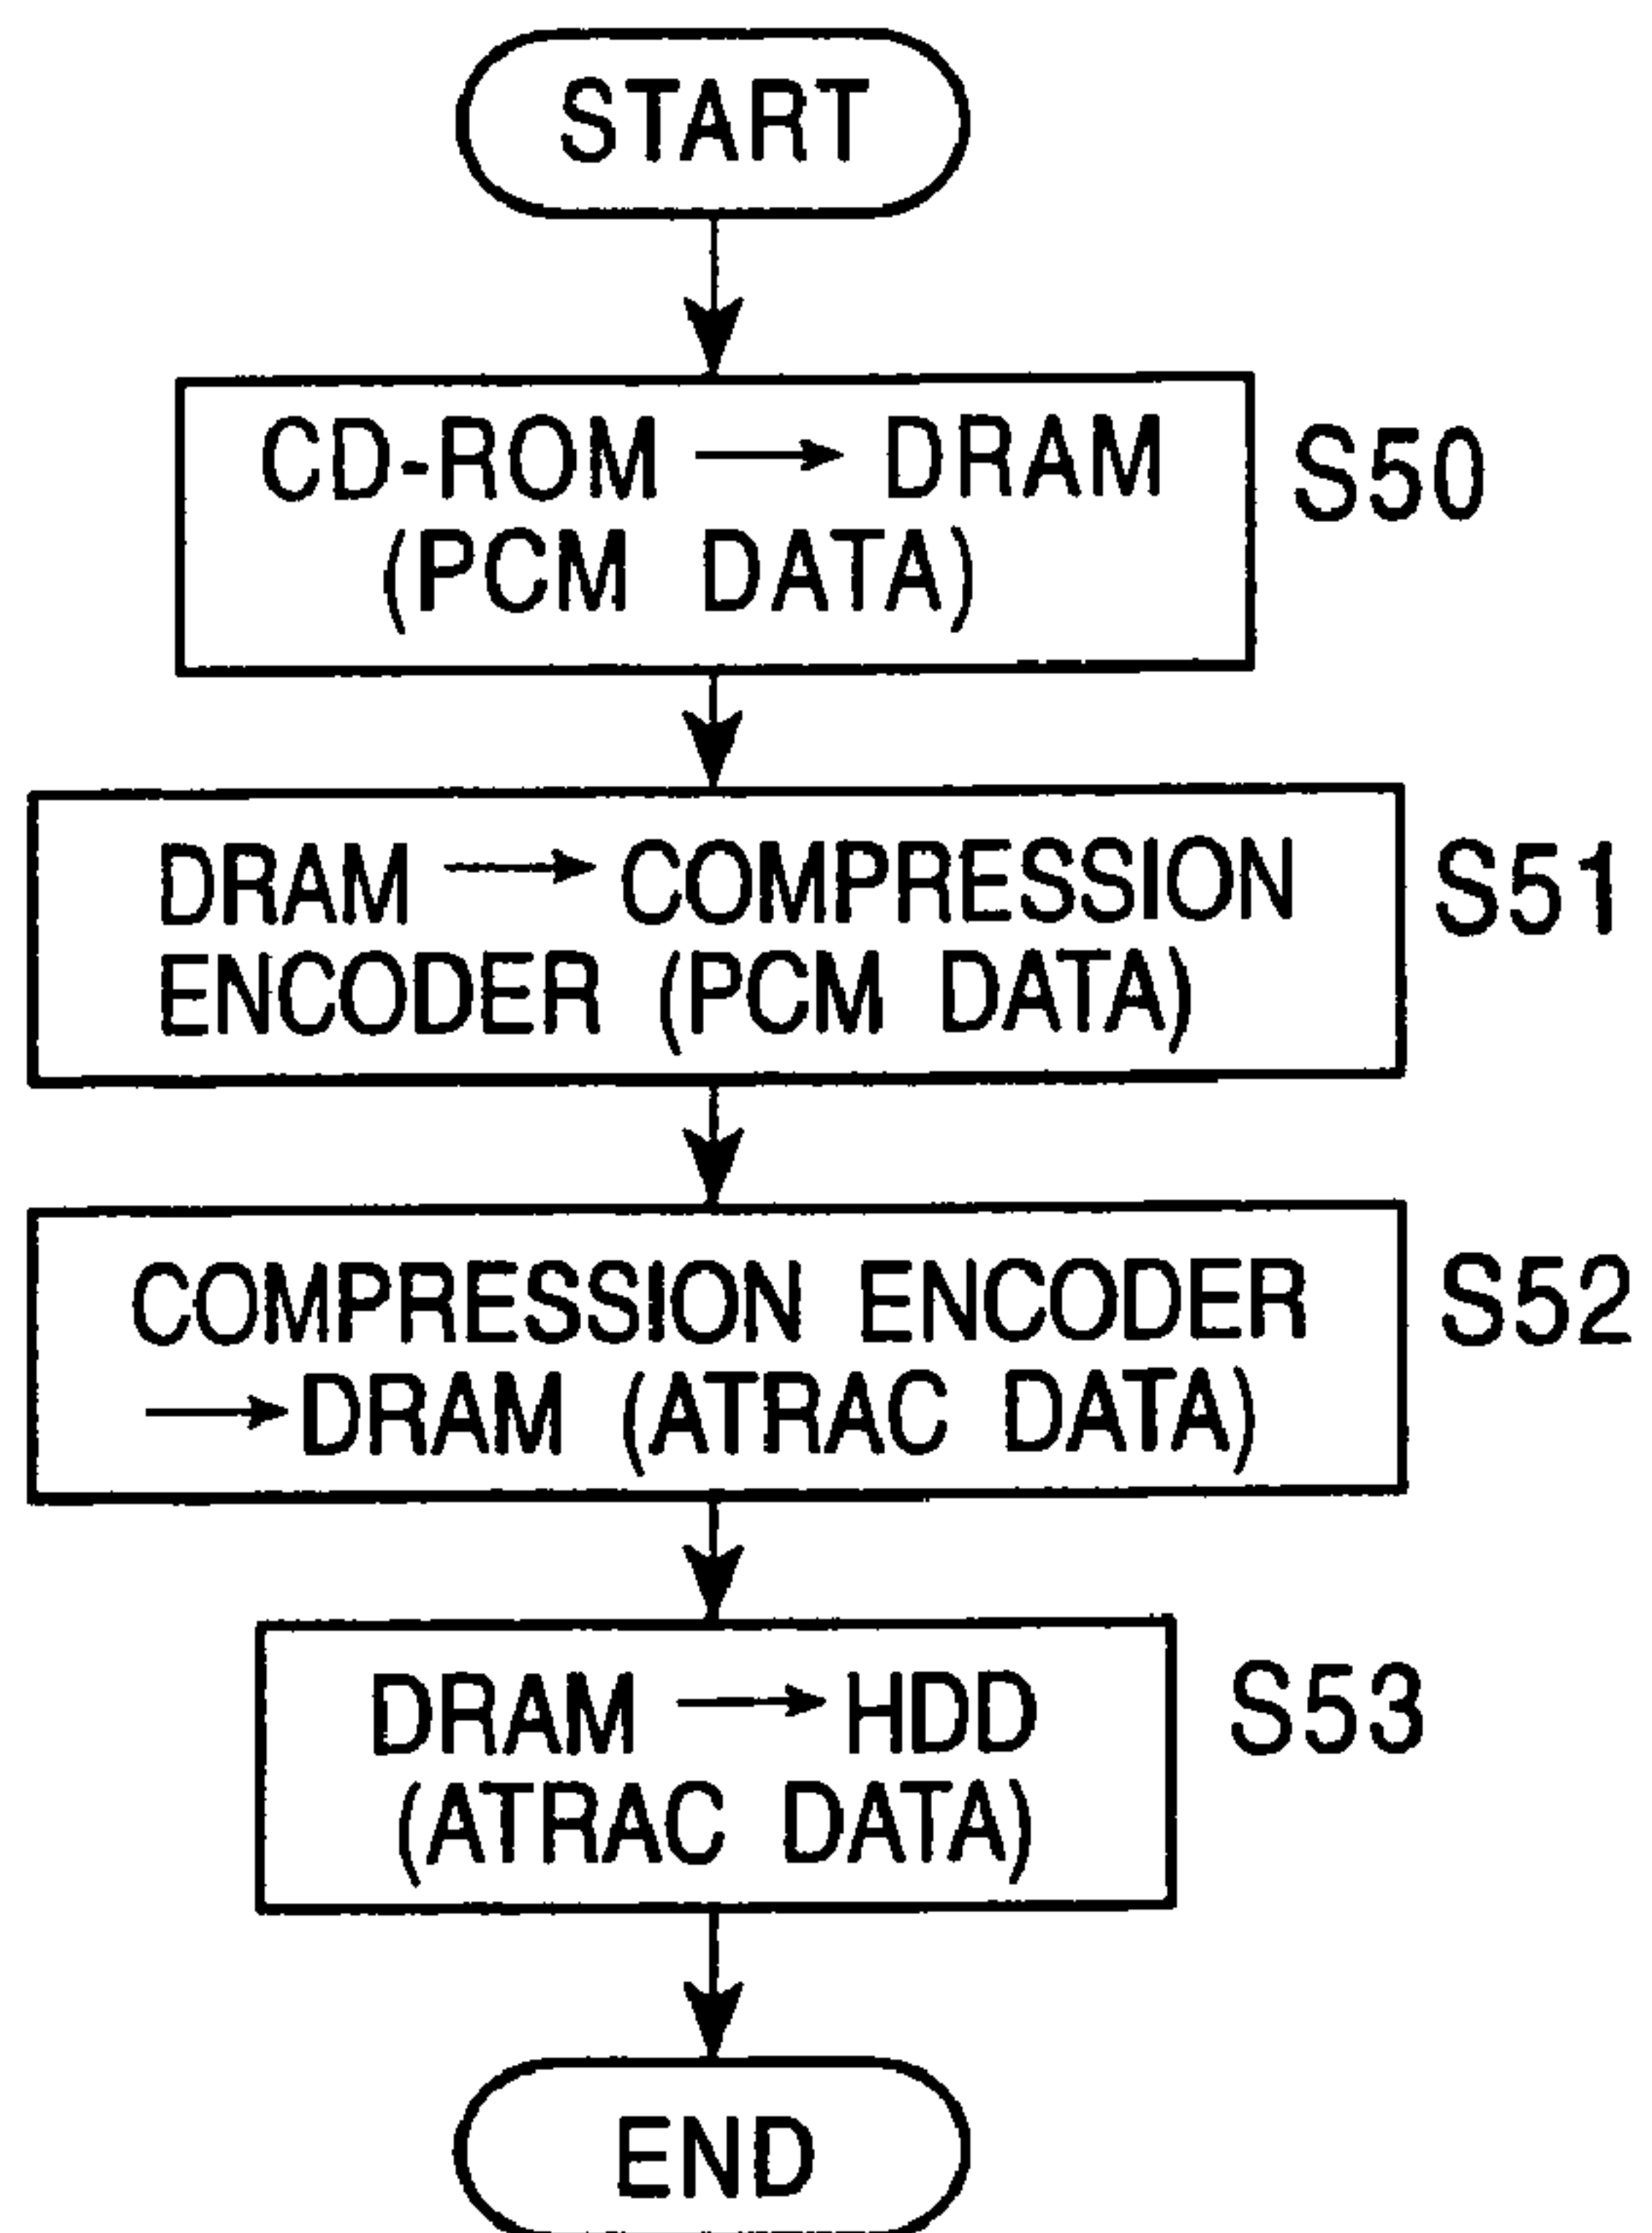 START
CD-ROM → DRAM
(PCM DATA)
S50
DRAM → COMPRESSION
ENCODER (PCM DATA)
S51
COMPRESSION ENCODER
→ DRAM (ATRAC DATA)
S52
DRAM → HDD
(ATRAC DATA)
S53
END